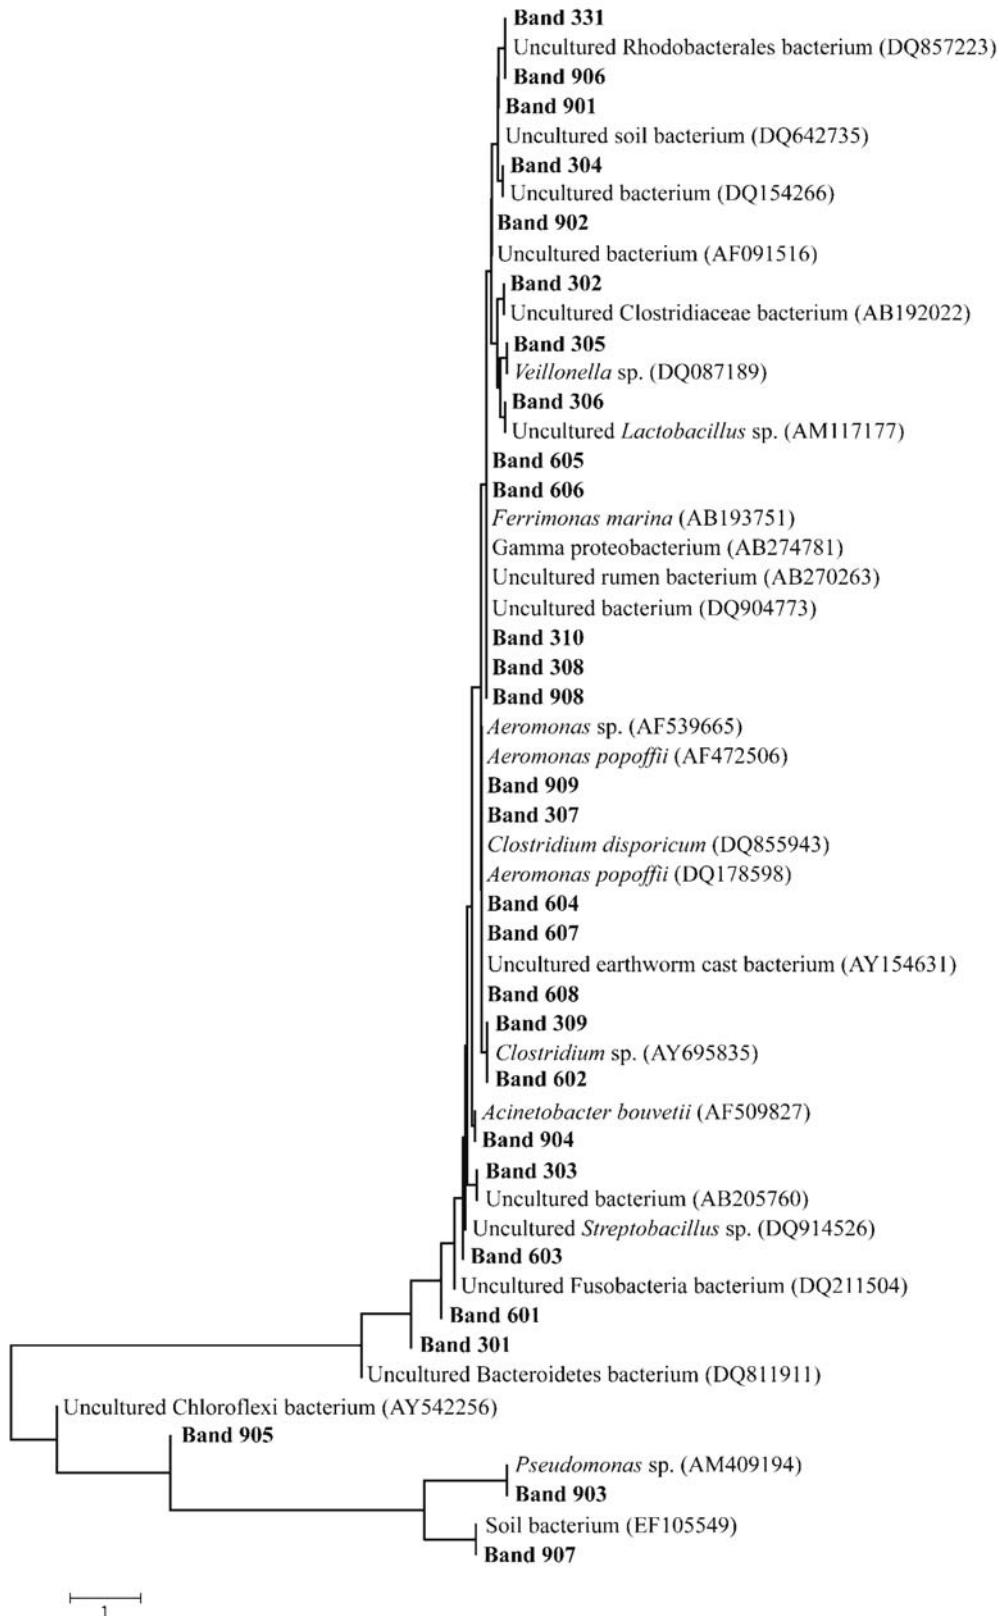 Band 331
Uncultured Rhodobacterales bacterium (DQ857223)
Band 906
Band 901
Uncultured soil bacterium (DQ642735)
Band 304
Uncultured bacterium (DQ154266)
Band 902
Uncultured bacterium (AF091516)
Band 302
Uncultured Clostridiaceae bacterium (AB192022)
Band 305
Veillonella sp. (DQ087189)
Band 306
Uncultured Lactobacillus sp. (AM117177)
Band 605
Band 606
Ferrimonas marina (AB193751)
Gamma proteobacterium (AB274781)
Uncultured rumen bacterium (AB270263)
Uncultured bacterium (DQ904773)
Band 310
Band 308
Band 908
Aeromonas sp. (AF539665)
Aeromonas popoffii (AF472506)
Band 909
Band 307
Clostridium disporicum (DQ855943)
Aeromonas popoffii (DQ178598)
Band 604
Band 607
Uncultured earthworm cast bacterium (AY154631)
Band 608
Band 309
Clostridium sp. (AY695835)
Band 602
Acinetobacter bouvetii (AF509827)
Band 904
Band 303
Uncultured bacterium (AB205760)
Uncultured Streptobacillus sp. (DQ914526)
Band 603
Uncultured Fusobacteria bacterium (DQ211504)
Band 601
Band 301
Uncultured Bacteroidetes bacterium (DQ811911)
Uncultured Chloroflexi bacterium (AY542256)
Band 905
Pseudomonas sp. (AM409194)
Band 903
Soil bacterium (EF105549)
Band 907
1